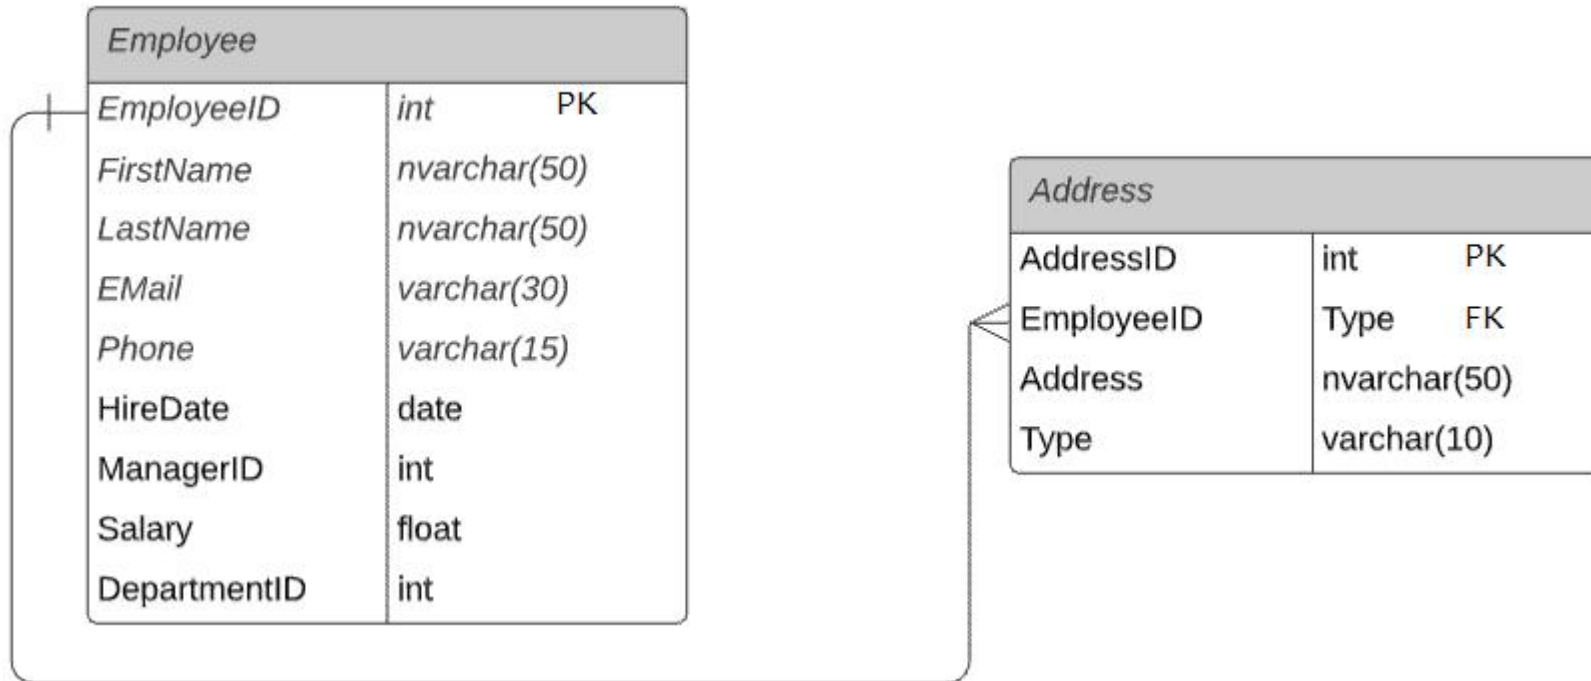 Employee
EmployeeID int PK
FirstName nvarchar(50)
LastName nvarchar(50)
EMail varchar(30)
Phone varchar(15)
HireDate date
ManagerID int
Salary float
DepartmentID int
Address
AddressID int PK
EmployeeID Type FK
Address nvarchar(50)
Type varchar(10)